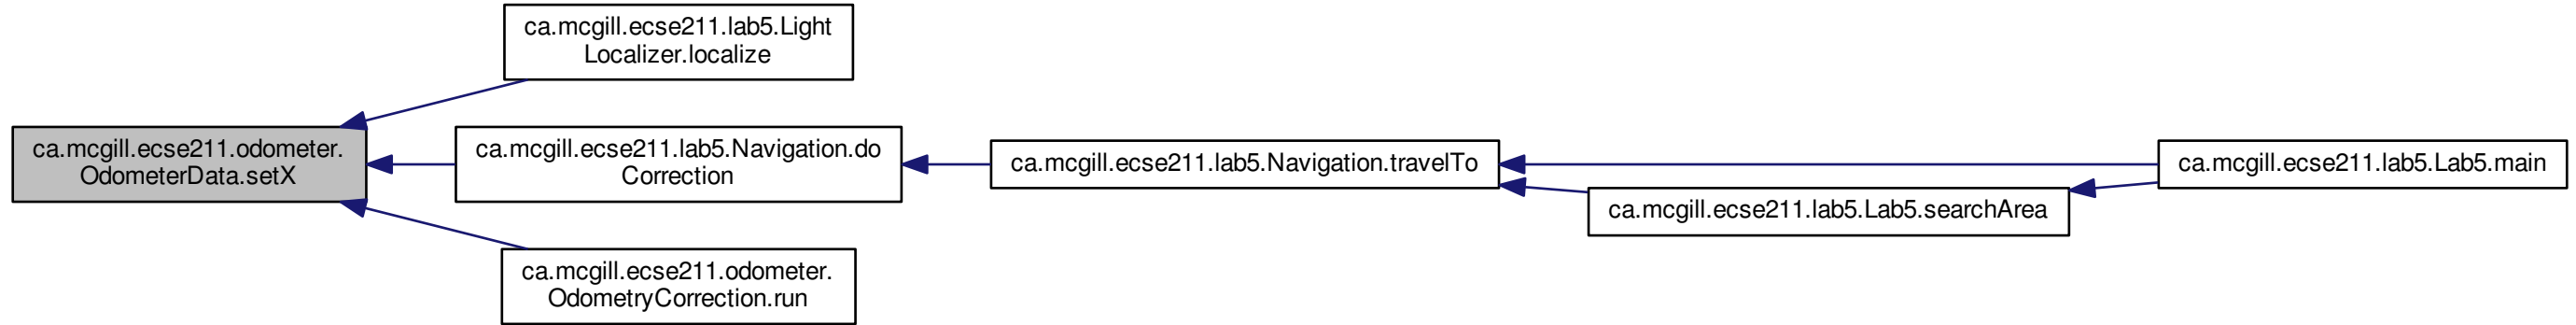 ca.mcgill.ecse211.lab5.Light
Localizer.localize
ca.mcgill.ecse211.odometer.
OdometerData.setX
ca.mcgill.ecse211.lab5.Navigation.do
Correction
ca.mcgill.ecse211.lab5.Navigation.travelTo
ca.mcgill.ecse211.lab5.Lab5.main
ca.mcgill.ecse211.lab5.Lab5.searchArea
ca.mcgill.ecse211.odometer.
OdometryCorrection.run